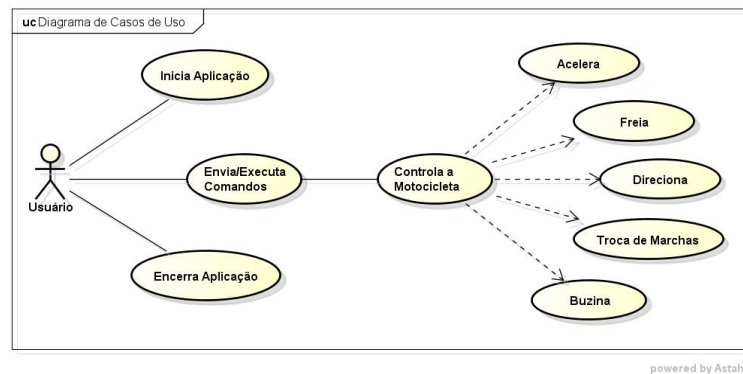 uc Diagrama de Casos de Uso
Inicia Aplicação
Acelera
Freia
Envia/Executa
Comandos
Controla a
Motocicleta
Direciona
Usuário
Troca de Marchas
Encerra Aplicação
Buzina
powered by Astah